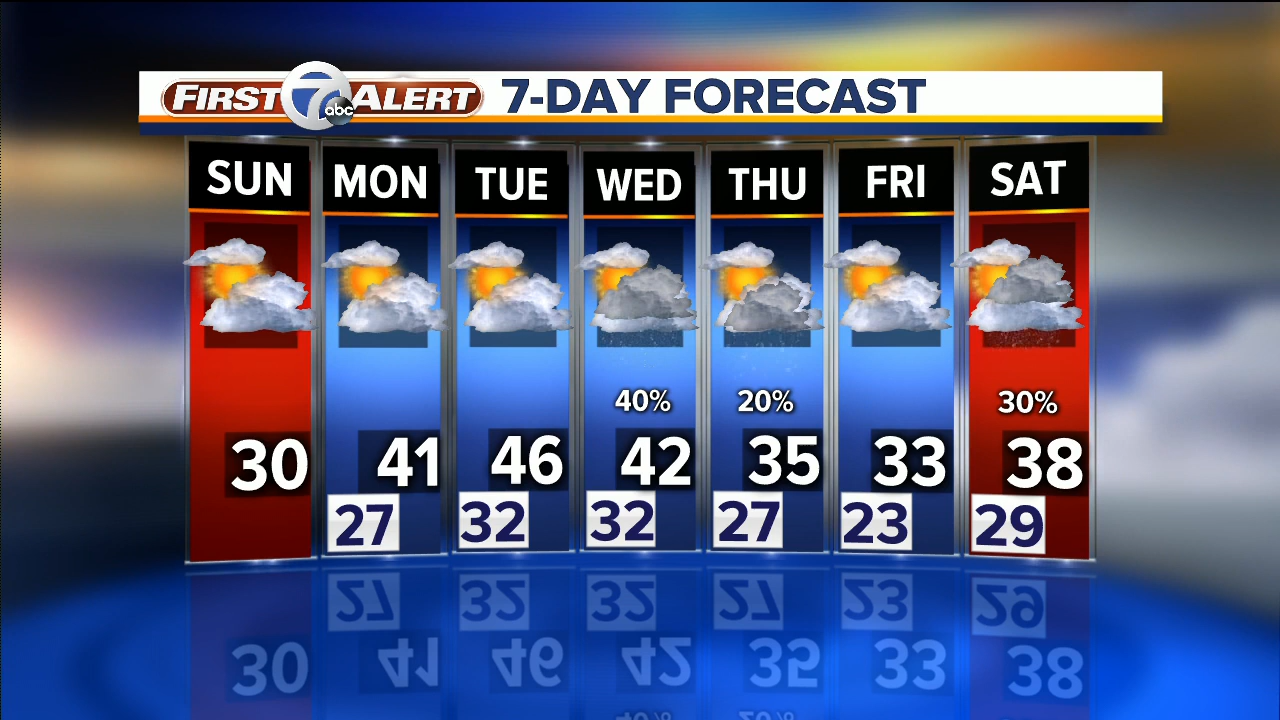 FIRST 7 abc ALERT 7-DAY FORECAST
SUN MON TUE WED THU FRI SAT
40% 20% 30%
30 41 46 42 35 33 38
27 32 32 27 23 29